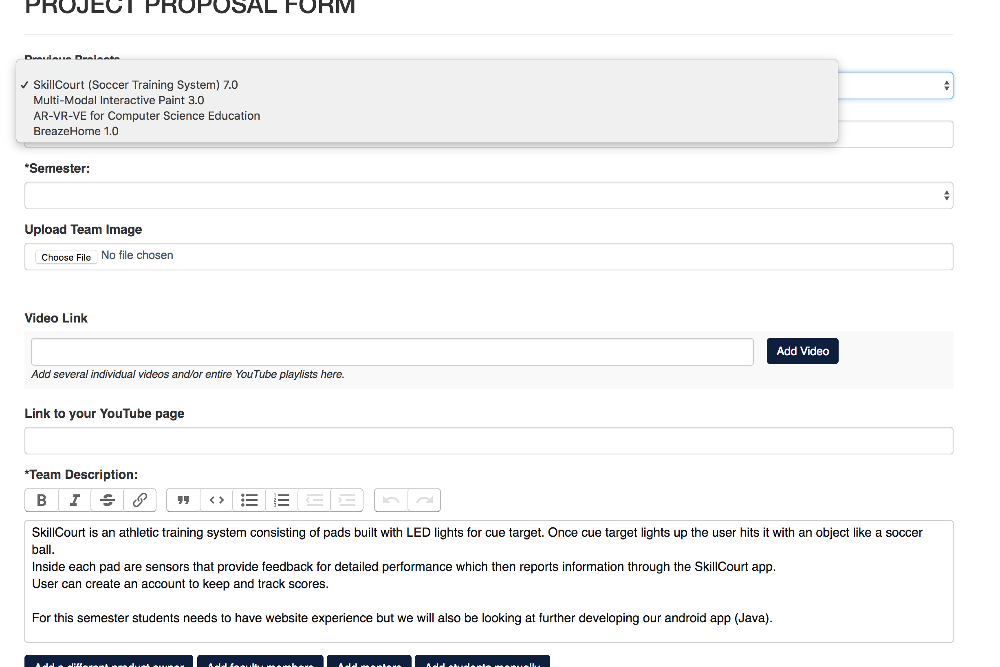 PROJECT PROPOSAL FORM
Previous Projects
✓ SkillCourt (Soccer Training System) 7.0
Multi-Modal Interactive Paint 3.0
AR-VR-VE for Computer Science Education
BreazeHome 1.0
*Semester:
Upload Team Image
Choose File No file chosen
Video Link
Add Video
Add several individual videos and/or entire YouTube playlists here.
Link to your YouTube page
*Team Description:
SkillCourt is an athletic training system consisting of pads built with LED lights for cue target. Once cue target lights up the user hits it with an object like a soccer
ball.
Inside each pad are sensors that provide feedback for detailed performance which then reports information through the SkillCourt app.
User can create an account to keep and track scores.
For this semester students needs to have website experience but we will also be looking at further developing our android app (Java).
Add a different product owner Add faculty members Add mentors Add students manually